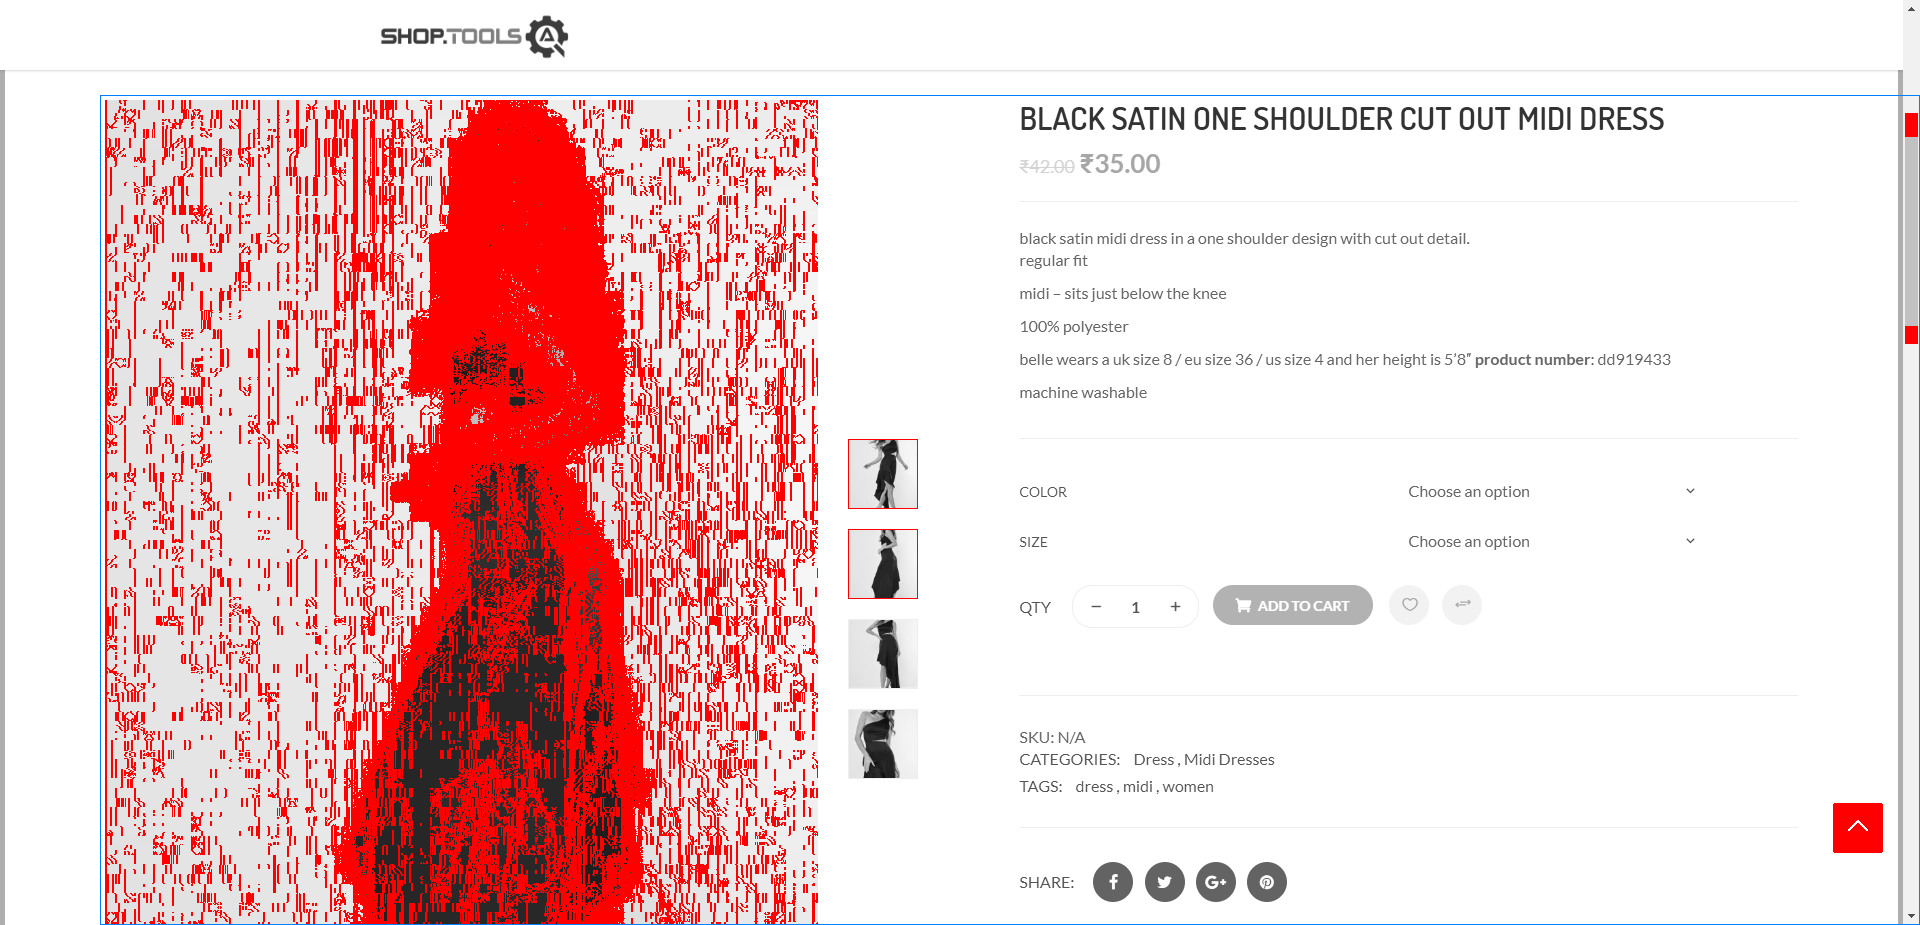 SHOP.TOOLS
BLACK SATIN ONE SHOULDER CUT OUT MIDI DRESS
₹42.00 ₹35.00
black satin midi dress in a one shoulder design with cut out detail.
regular fit
midi – sits just below the knee
100% polyester
belle wears a uk size 8 / eu size 36 / us size 4 and her height is 5’8” product number: dd919433
machine washable
COLOR Choose an option
SIZE Choose an option
QTY − 1 + ADD TO CART
SKU: N/A
CATEGORIES: Dress , Midi Dresses
TAGS: dress , midi , women
SHARE: